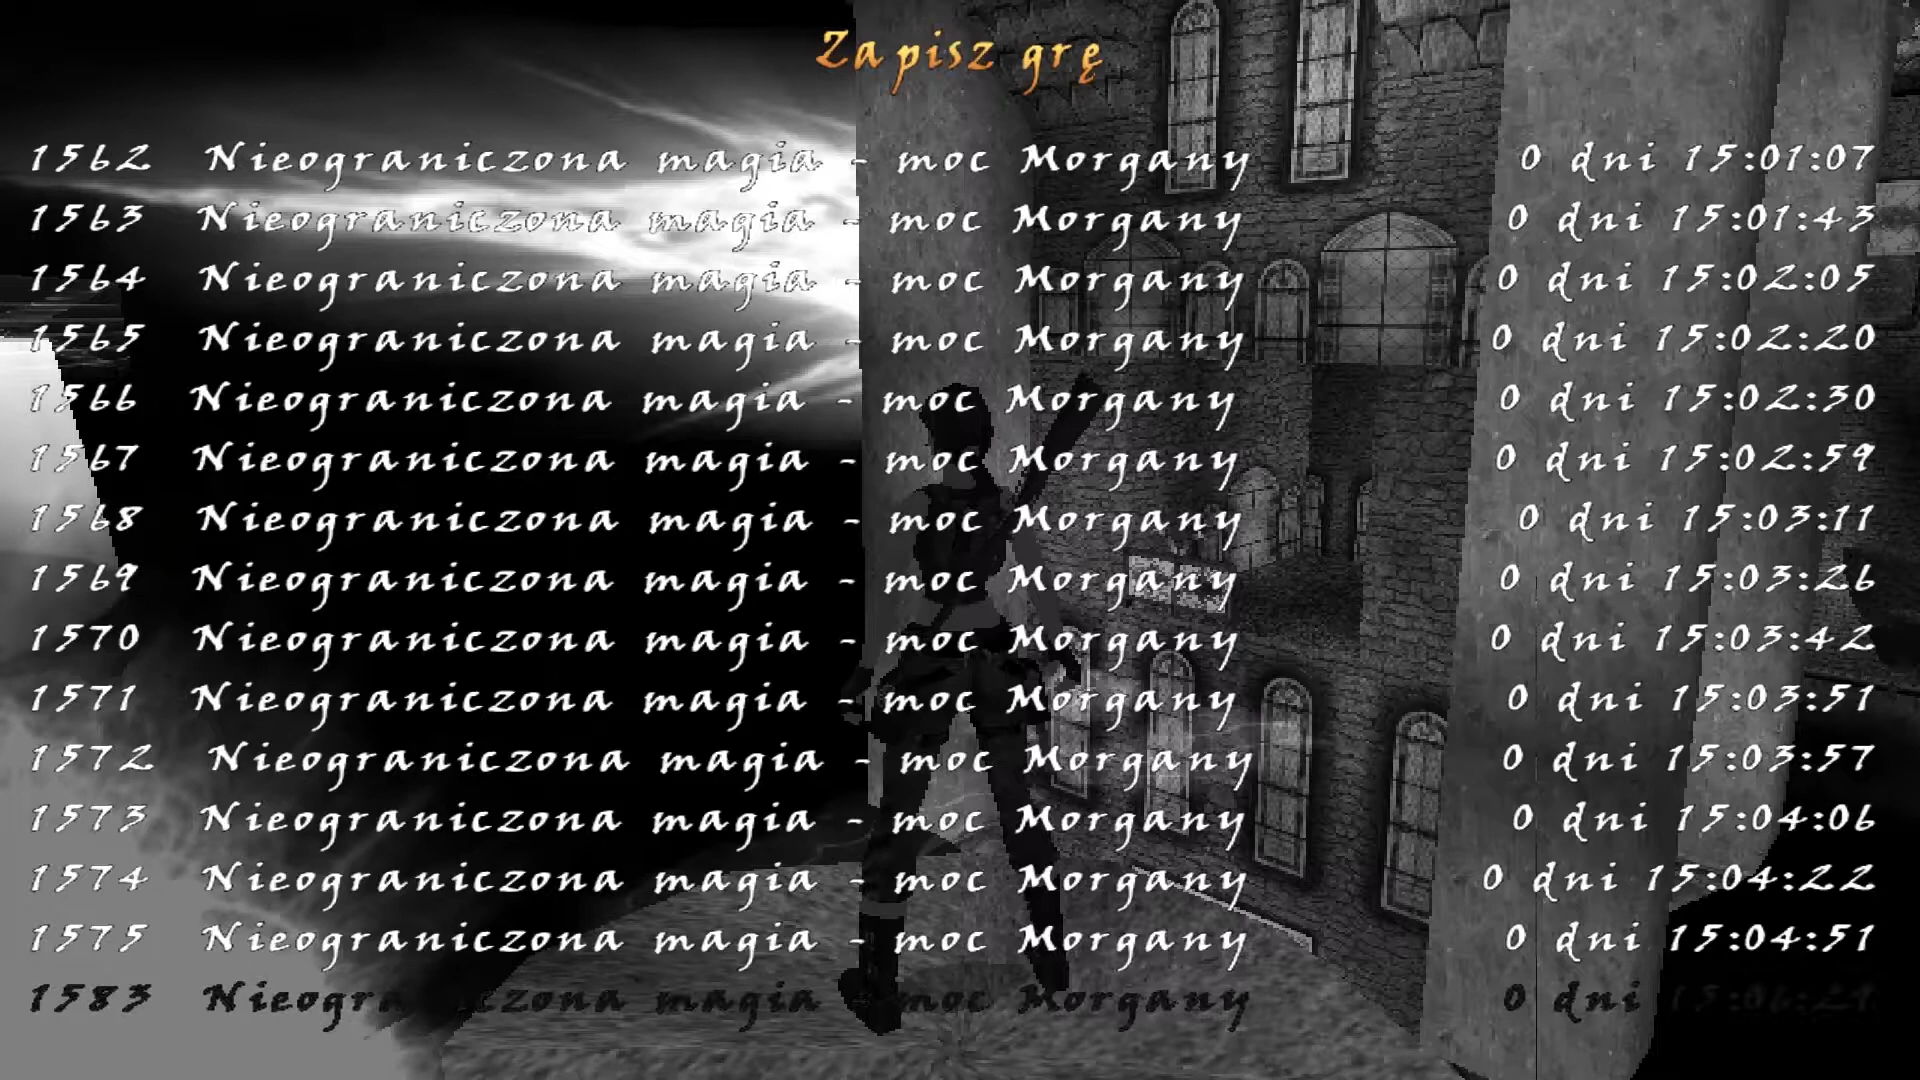 Zapisz grę
1562 Nieograniczona magia - moc Morgany 0 dni 15:01:07
1563 Nieograniczona magia - moc Morgany 0 dni 15:01:43
1564 Nieograniczona magia - moc Morgany 0 dni 15:02:05
1565 Nieograniczona magia - moc Morgany 0 dni 15:02:20
1566 Nieograniczona magia - moc Morgany 0 dni 15:02:30
1567 Nieograniczona magia - moc Morgany 0 dni 15:02:59
1568 Nieograniczona magia - moc Morgany 0 dni 15:03:11
1569 Nieograniczona magia - moc Morgany 0 dni 15:03:26
1570 Nieograniczona magia - moc Morgany 0 dni 15:03:42
1571 Nieograniczona magia - moc Morgany 0 dni 15:03:51
1572 Nieograniczona magia - moc Morgany 0 dni 15:03:57
1573 Nieograniczona magia - moc Morgany 0 dni 15:04:06
1574 Nieograniczona magia - moc Morgany 0 dni 15:04:22
1575 Nieograniczona magia - moc Morgany 0 dni 15:04:51
1583 Nieograniczona magia - moc Morgany 0 dni